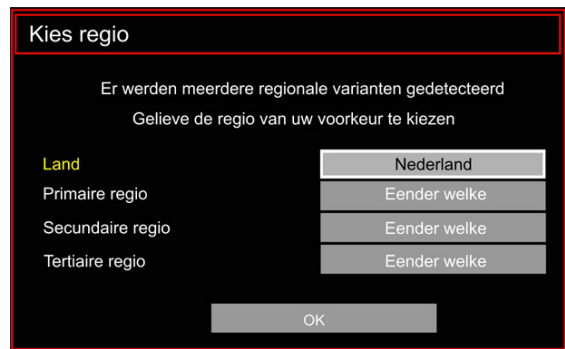 Kies regio
Er werden meerdere regionale varianten gedetecteerd
Gelieve de regio van uw voorkeur te kiezen
Land Nederland
Primaire regio Eender welke
Secundaire regio Eender welke
Tertiaire regio Eender welke
OK